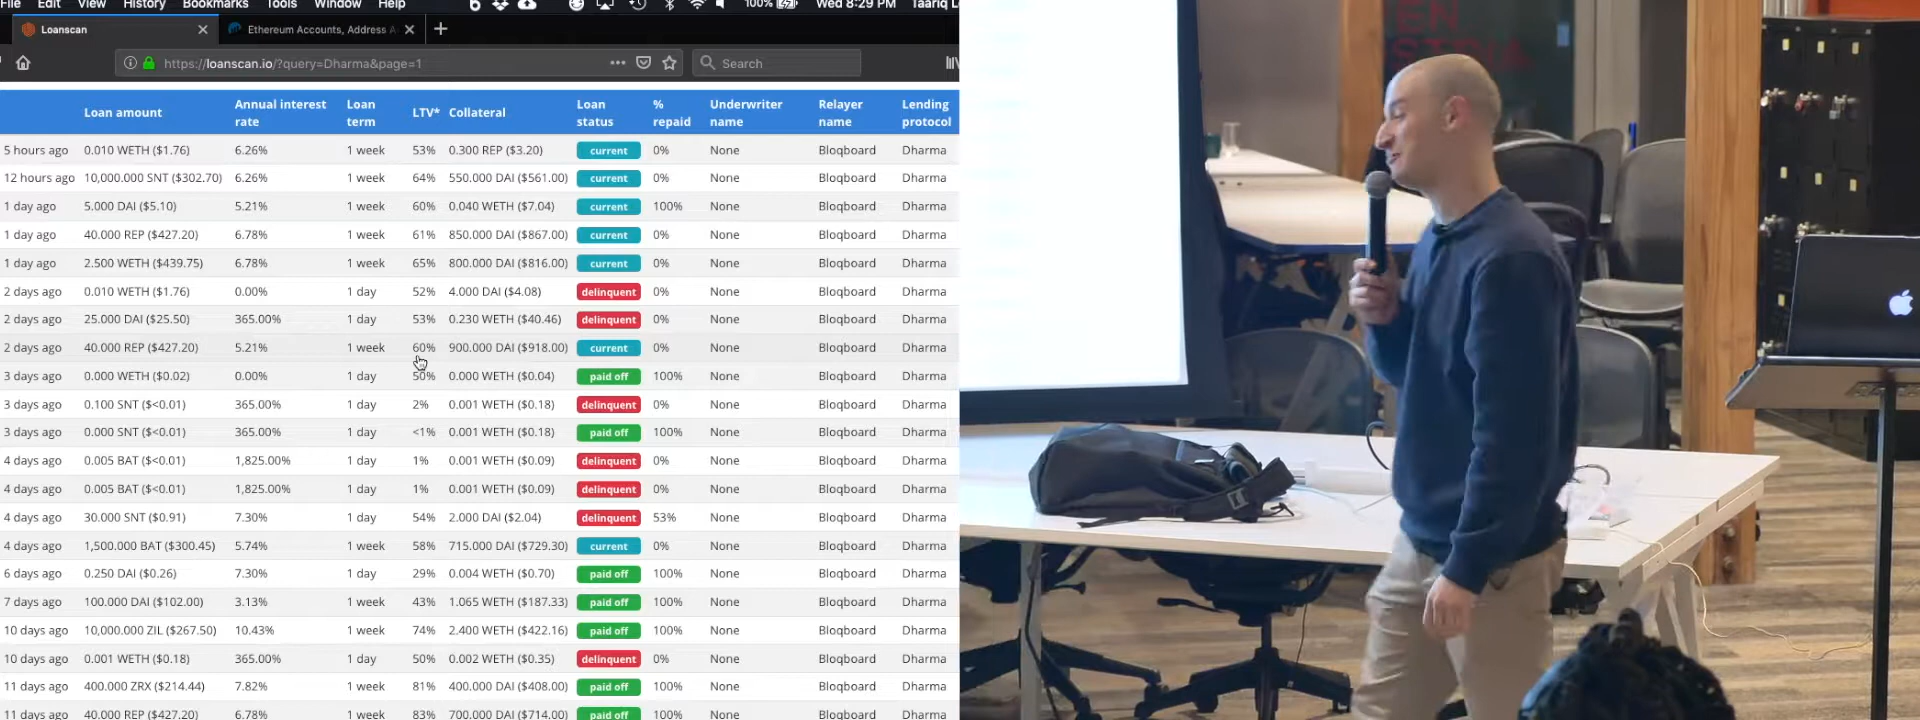 File Edit View History Bookmarks Tools Window Help 100% Wed 8:29 PM Taariq
Loanscan Ethereum Accounts, Address A
https://loanscan.io/?query=Dharma&page=1 Search
Loan amount Annual interest rate Loan term LTV* Collateral Loan status % repaid Underwriter name Relayer name Lending protocol
5 hours ago 0.010 WETH ($1.76) 6.26% 1 week 53% 0.300 REP ($3.20) current 0% None Bloqboard Dharma
12 hours ago 10,000.000 SNT ($302.70) 6.26% 1 week 64% 550.000 DAI ($561.00) current 0% None Bloqboard Dharma
1 day ago 5.000 DAI ($5.10) 5.21% 1 week 60% 0.040 WETH ($7.04) current 100% None Bloqboard Dharma
1 day ago 40.000 REP ($427.20) 6.78% 1 week 61% 850.000 DAI ($867.00) current 0% None Bloqboard Dharma
1 day ago 2.500 WETH ($439.75) 6.78% 1 week 65% 800.000 DAI ($816.00) current 0% None Bloqboard Dharma
2 days ago 0.010 WETH ($1.76) 0.00% 1 day 52% 4.000 DAI ($4.08) delinquent 0% None Bloqboard Dharma
2 days ago 25.000 DAI ($25.50) 365.00% 1 day 53% 0.230 WETH ($40.46) delinquent 0% None Bloqboard Dharma
2 days ago 40.000 REP ($427.20) 5.21% 1 week 60% 900.000 DAI ($918.00) current 0% None Bloqboard Dharma
3 days ago 0.000 WETH ($0.02) 0.00% 1 day 50% 0.000 WETH ($0.04) paid off 100% None Bloqboard Dharma
3 days ago 0.100 SNT ($<0.01) 365.00% 1 day 2% 0.001 WETH ($0.18) delinquent 0% None Bloqboard Dharma
3 days ago 0.000 SNT ($<0.01) 365.00% 1 day <1% 0.001 WETH ($0.18) paid off 100% None Bloqboard Dharma
4 days ago 0.005 BAT ($<0.01) 1,825.00% 1 day 1% 0.001 WETH ($0.09) delinquent 0% None Bloqboard Dharma
4 days ago 0.005 BAT ($<0.01) 1,825.00% 1 day 1% 0.001 WETH ($0.09) delinquent 0% None Bloqboard Dharma
4 days ago 30.000 SNT ($0.91) 7.30% 1 day 54% 2.000 DAI ($2.04) delinquent 53% None Bloqboard Dharma
4 days ago 1,500.000 BAT ($300.45) 5.74% 1 week 58% 715.000 DAI ($729.30) current 0% None Bloqboard Dharma
6 days ago 0.250 DAI ($0.26) 7.30% 1 day 29% 0.004 WETH ($0.70) paid off 100% None Bloqboard Dharma
7 days ago 100.000 DAI ($102.00) 3.13% 1 week 43% 1.065 WETH ($187.33) paid off 100% None Bloqboard Dharma
10 days ago 10,000.000 ZIL ($267.50) 10.43% 1 week 74% 2.400 WETH ($422.16) paid off 100% None Bloqboard Dharma
10 days ago 0.001 WETH ($0.18) 365.00% 1 day 50% 0.002 WETH ($0.35) delinquent 0% None Bloqboard Dharma
11 days ago 400.000 ZRX ($214.44) 7.82% 1 week 81% 400.000 DAI ($408.00) paid off 100% None Bloqboard Dharma
11 days ago 40.000 REP ($427.20) 6.78% 1 week 83% 700.000 DAI ($714.00) paid off 100% None Bloqboard Dharma